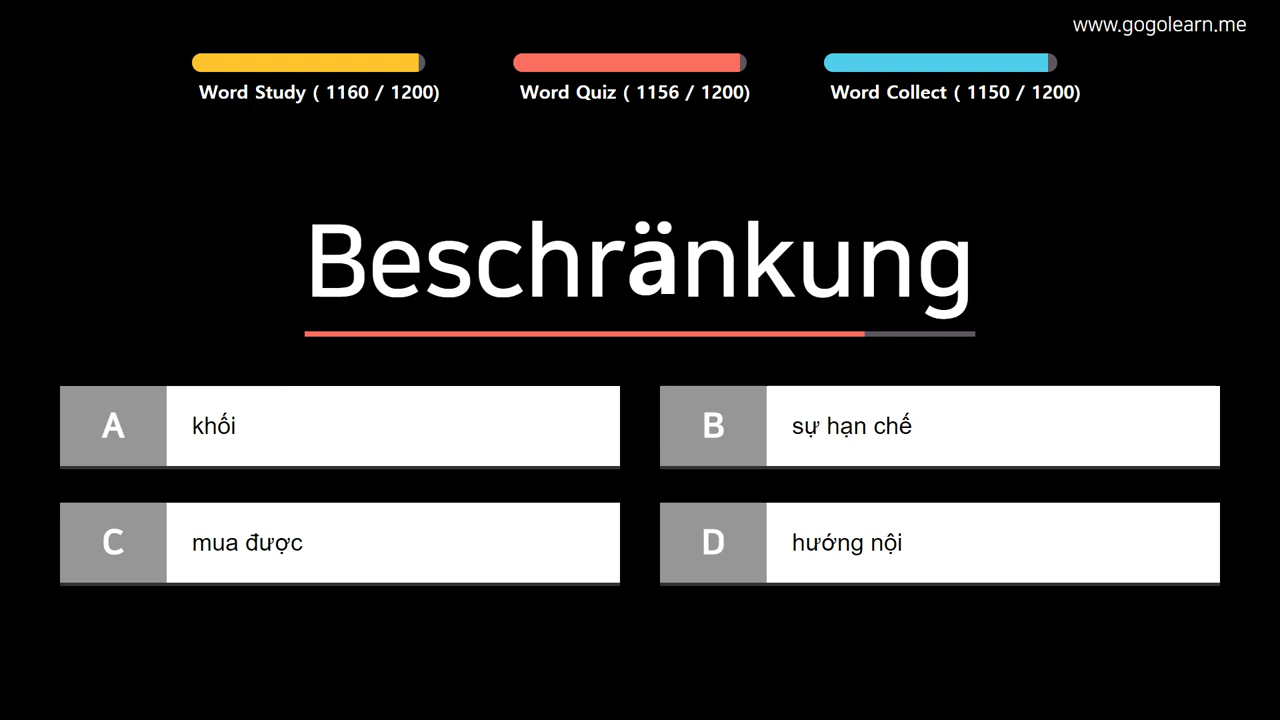 www.gogolearn.me
Word Study ( 1160 / 1200)
Word Quiz ( 1156 / 1200)
Word Collect ( 1150 / 1200)
Beschränkung
A khối
B sự hạn chế
C mua được
D hướng nội